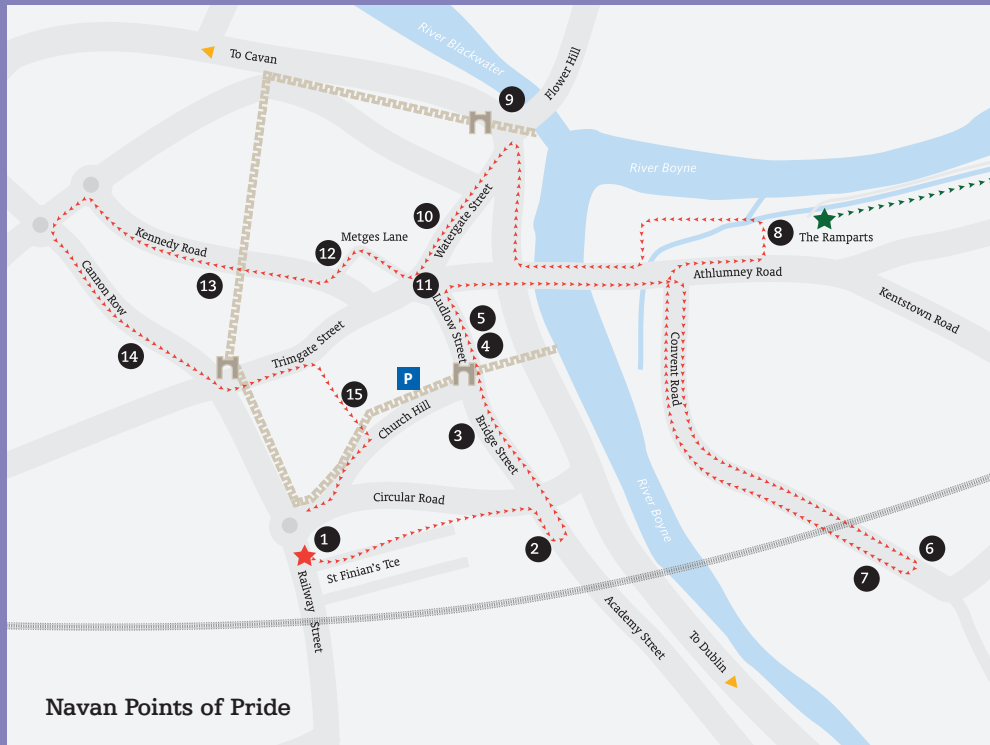 To Cavan
River Blackwater
Flower Hill
9
River Boyne
10
Watergate Street
Metges Lane
12
Kennedy Road
13
8
The Ramparts
Athlumney Road
Kentstown Road
11
Ludlow Street
5
4
Cannon Row
14
Trimgate Street
P
15
Church Hill
3
Bridge Street
Convent Road
Circular Road
River Boyne
1
2
St Finian's Tce
Railway Street
6
7
Academy Street
To Dublin
Navan Points of Pride